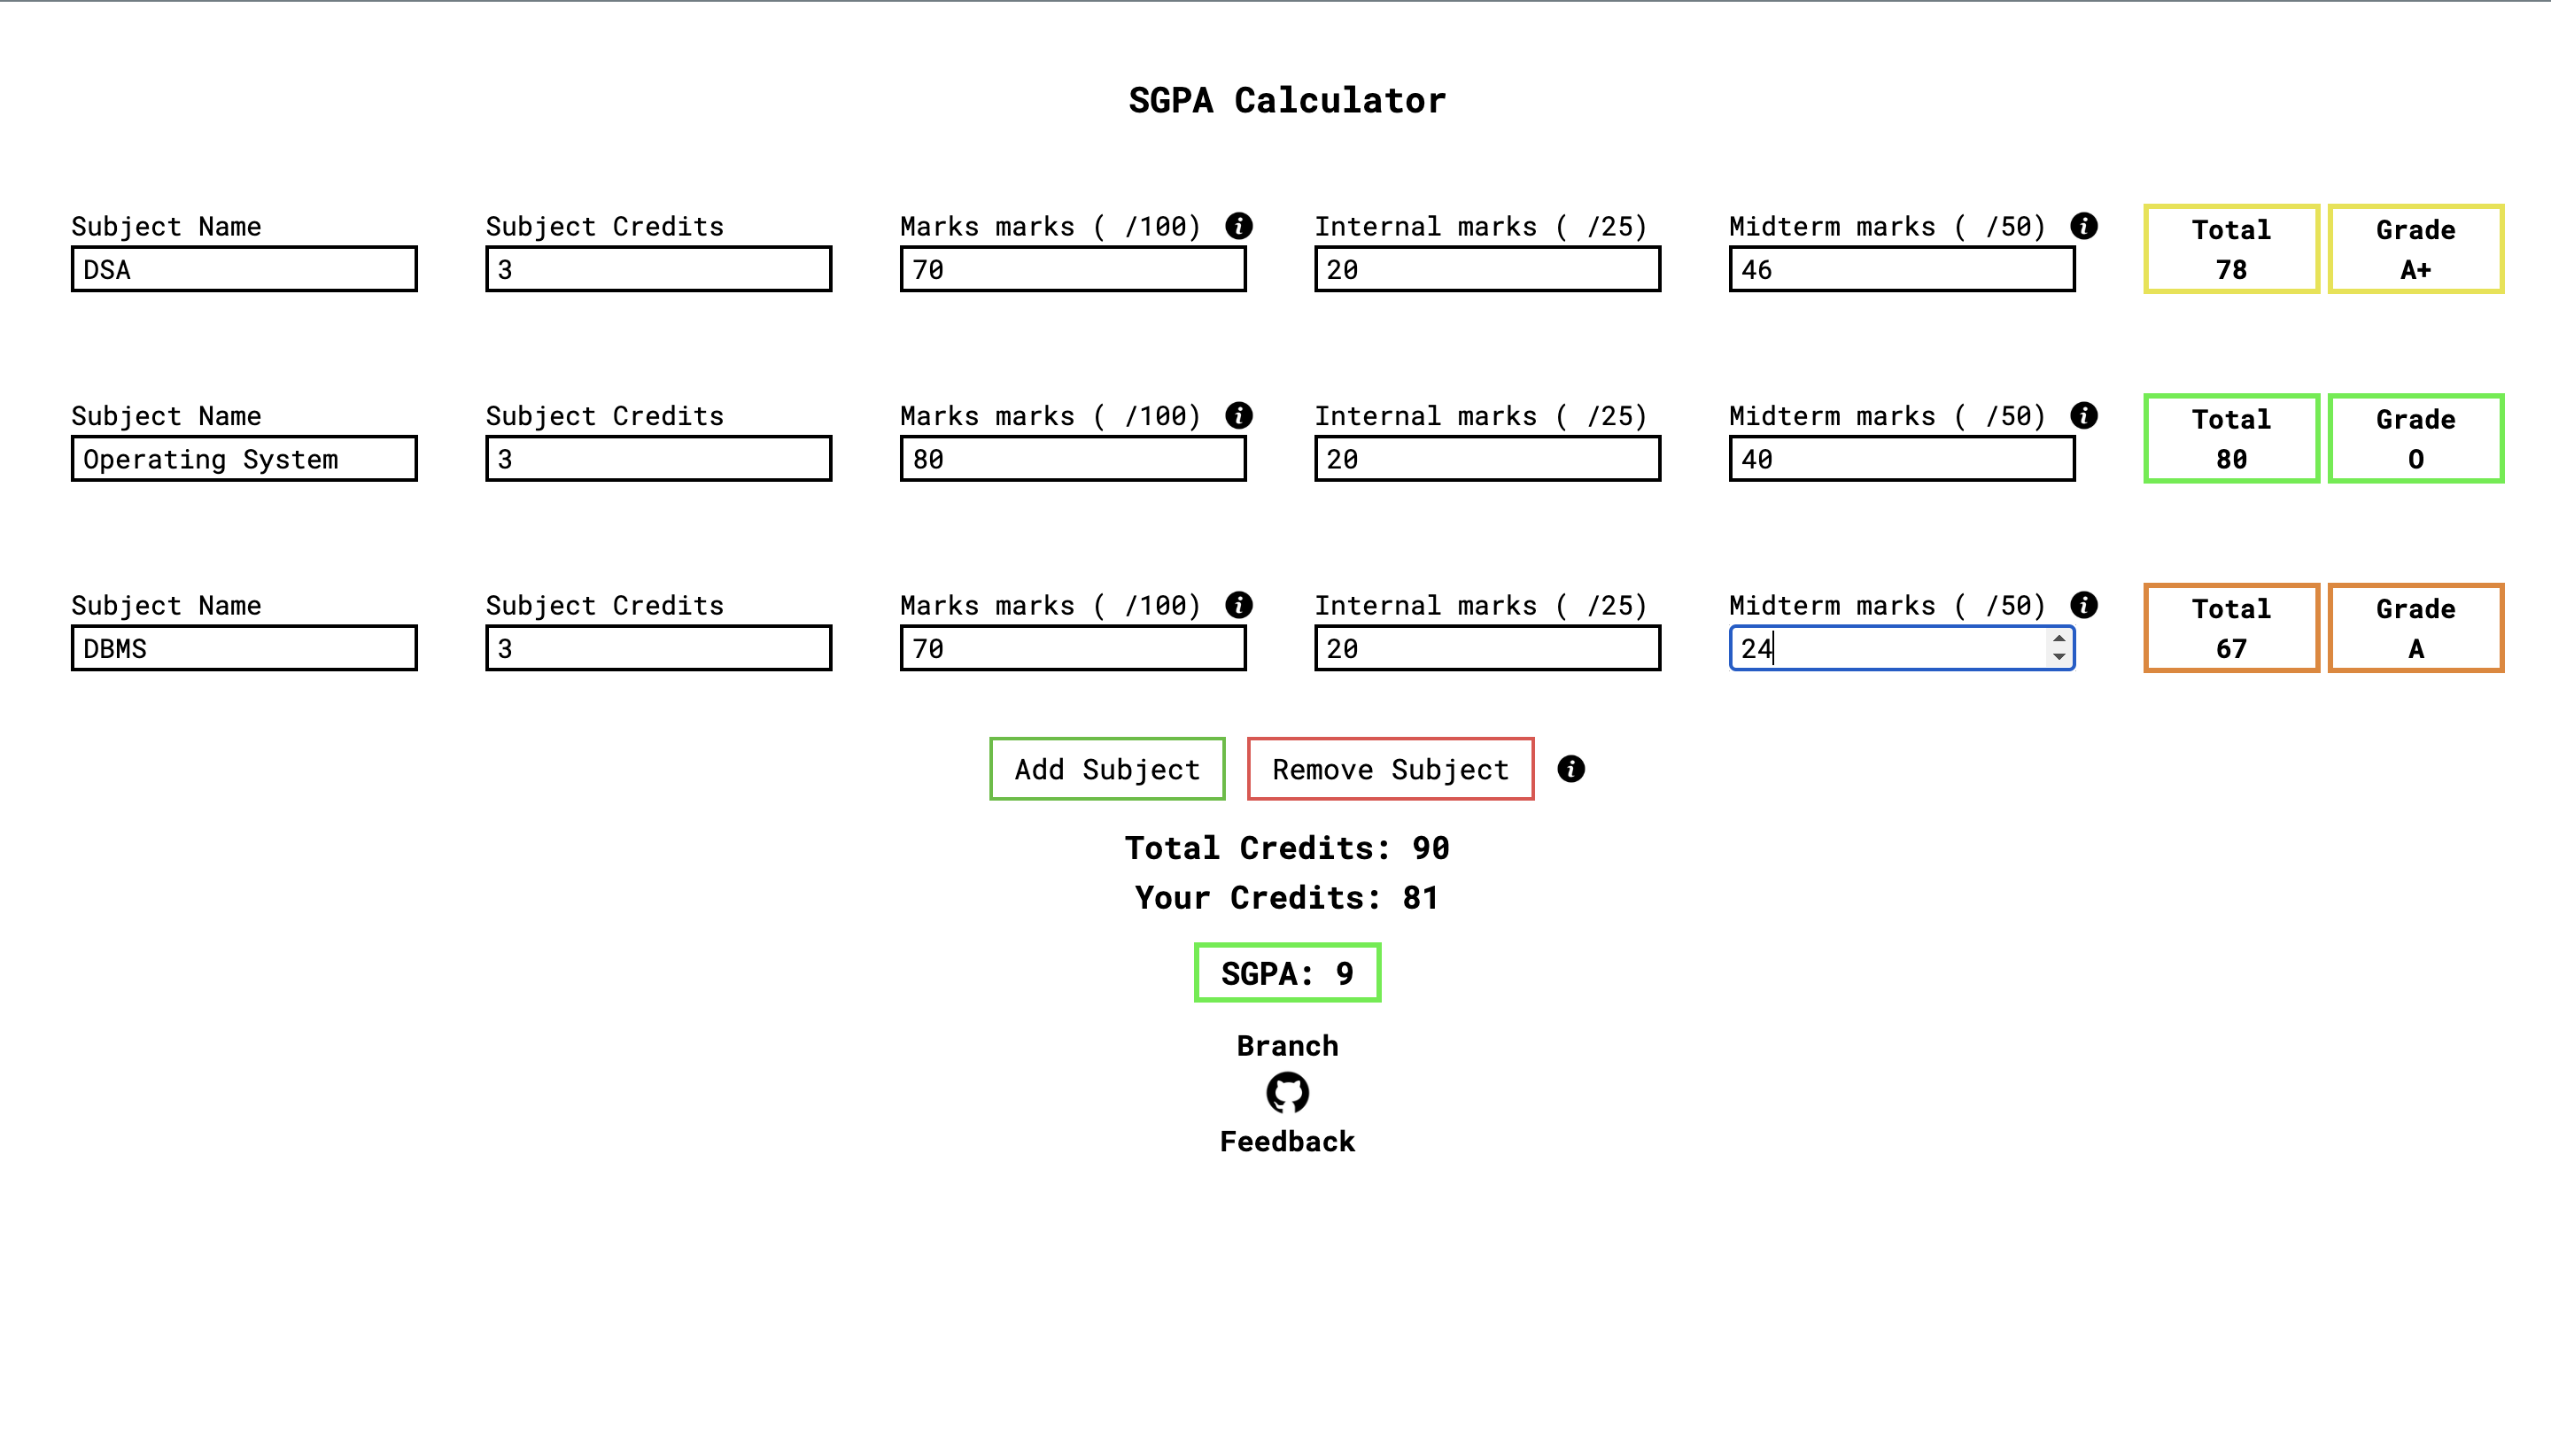 SGPA Calculator
Subject Name Subject Credits Marks marks ( /100) i Internal marks ( /25) Midterm marks ( /50) i Total Grade
DSA 3 70 20 46 78 A+
Subject Name Subject Credits Marks marks ( /100) i Internal marks ( /25) Midterm marks ( /50) i Total Grade
Operating System 3 80 20 40 80 O
Subject Name Subject Credits Marks marks ( /100) i Internal marks ( /25) Midterm marks ( /50) i Total Grade
DBMS 3 70 20 24 67 A
Add Subject Remove Subject i
Total Credits: 90
Your Credits: 81
SGPA: 9
Branch
Feedback